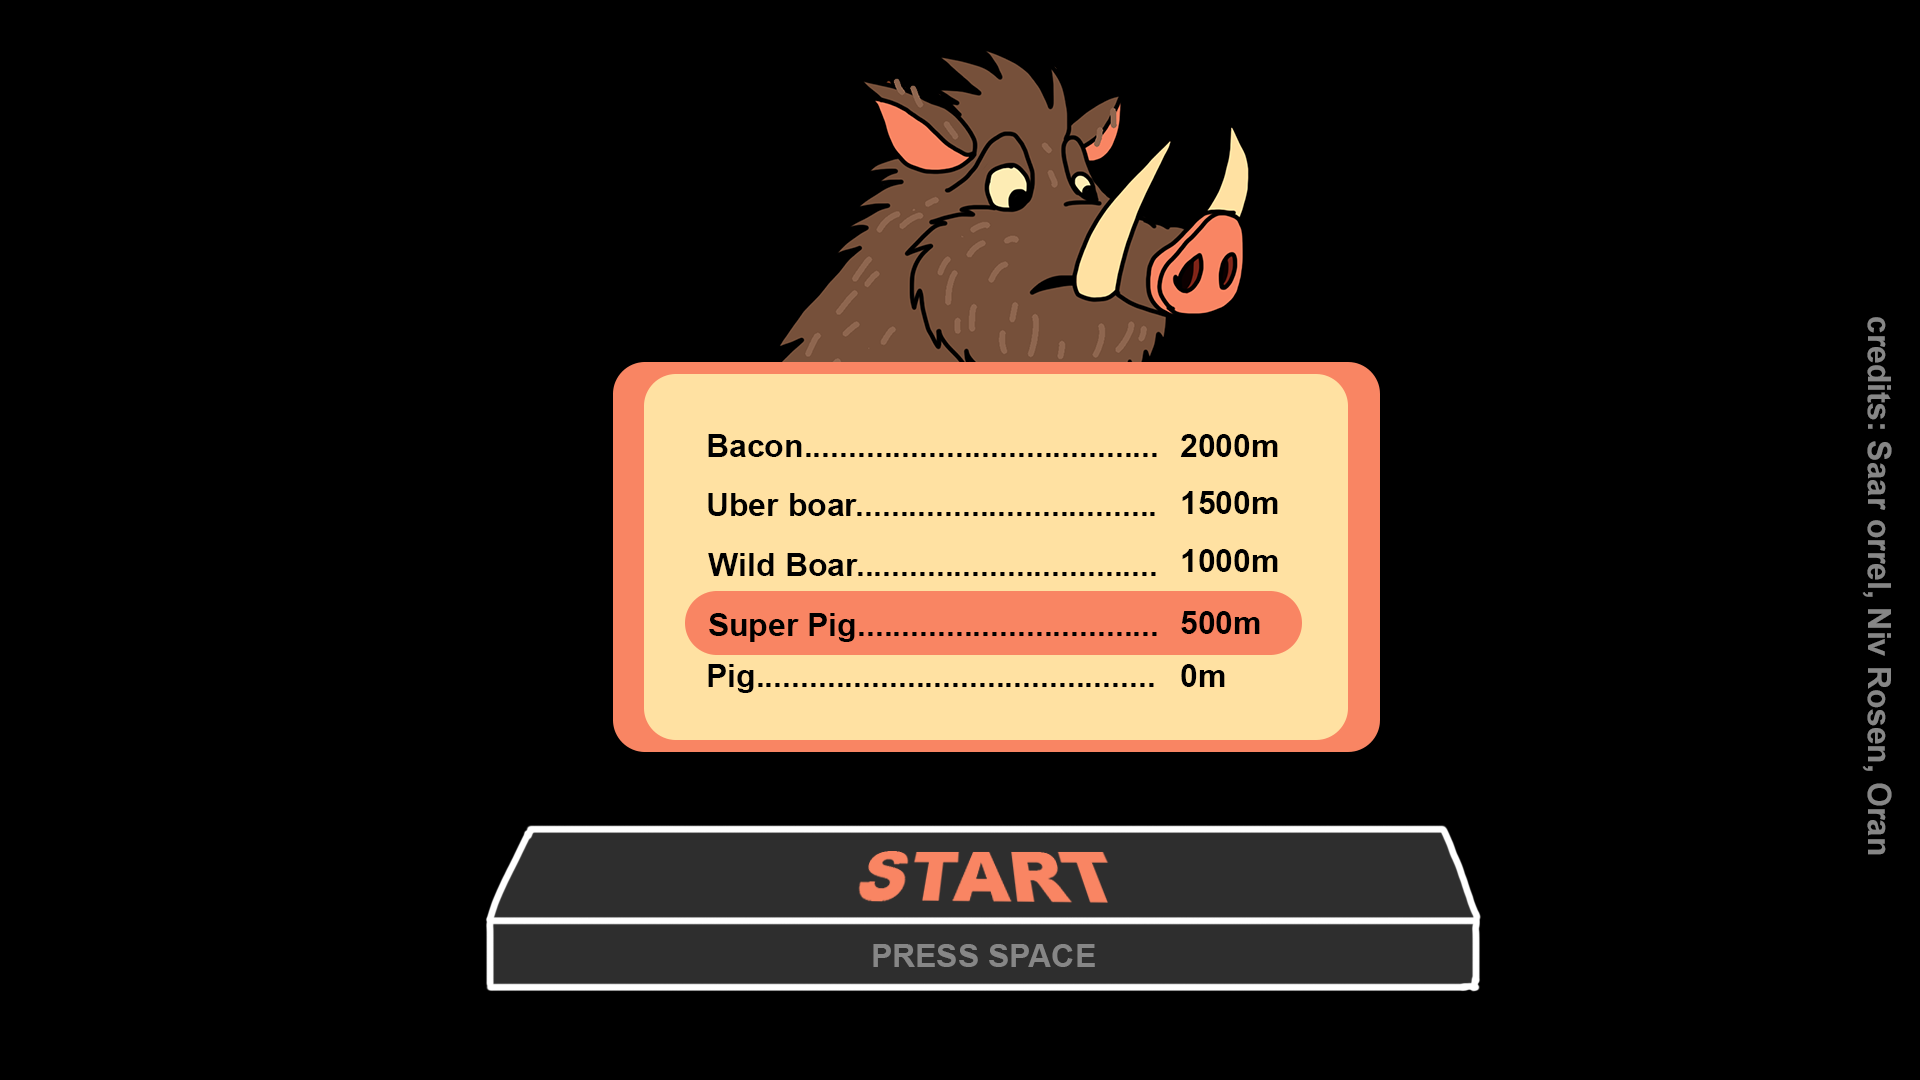 Bacon........................................ 2000m
Uber boar.................................. 1500m
Wild Boar.................................. 1000m
Super Pig.................................. 500m
Pig............................................. 0m
START
PRESS SPACE
credits: Saar orrel, Niv Rosen, Oran